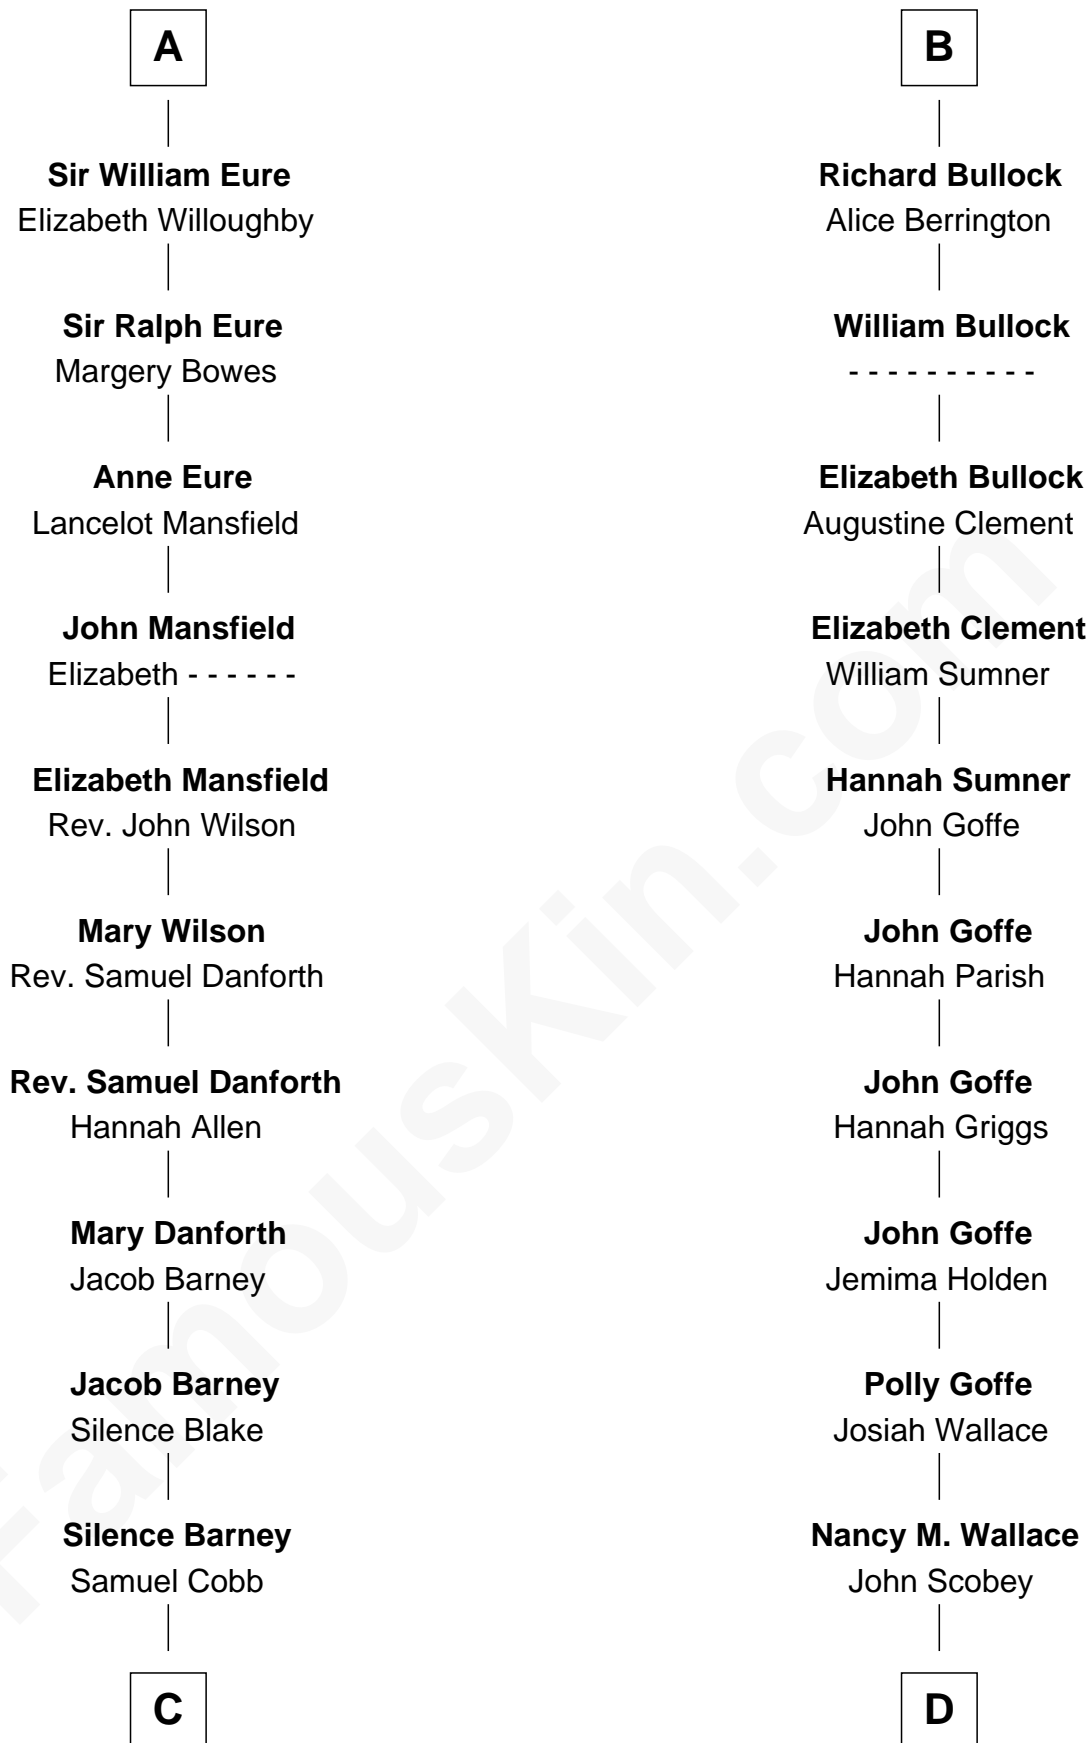 A
Sir William Eure
Elizabeth Willoughby
Sir Ralph Eure
Margery Bowes
Anne Eure
Lancelot Mansfield
John Mansfield
Elizabeth - - - - - -
Elizabeth Mansfield
Rev. John Wilson
Mary Wilson
Rev. Samuel Danforth
Rev. Samuel Danforth
Hannah Allen
Mary Danforth
Jacob Barney
Jacob Barney
Silence Blake
Silence Barney
Samuel Cobb
C
B
Richard Bullock
Alice Berrington
William Bullock
- - - - - - - - - -
Elizabeth Bullock
Augustine Clement
Elizabeth Clement
William Sumner
Hannah Sumner
John Goffe
John Goffe
Hannah Parish
John Goffe
Hannah Griggs
John Goffe
Jemima Holden
Polly Goffe
Josiah Wallace
Nancy M. Wallace
John Scobey
D
FamousKin.com